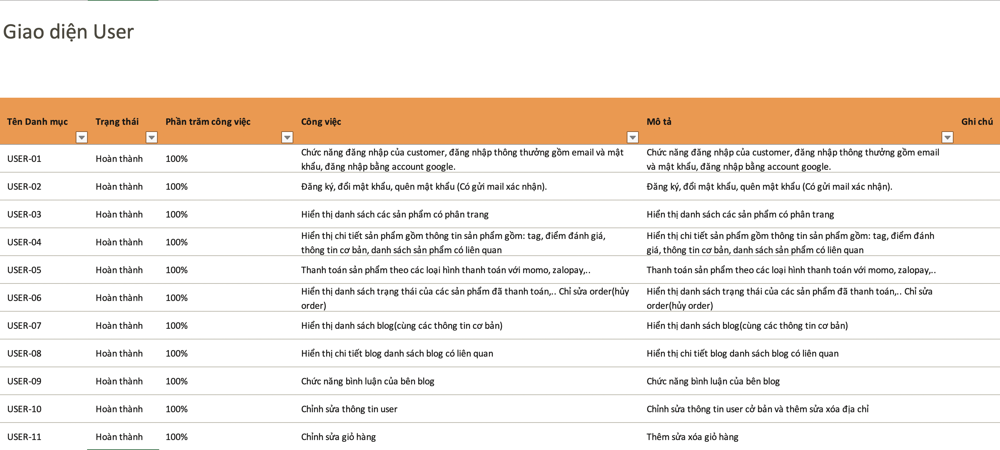 Giao diện User
Tên Danh mục Trạng thái Phần trăm công việc Công việc Mô tả Ghi chú
USER-01 Hoàn thành 100% Chức năng đăng nhập của customer, đăng nhập thông thưởng gồm email và mật khẩu, đăng nhập bằng account google. Chức năng đăng nhập của customer, đăng nhập thông thưởng gồm email và mật khẩu, đăng nhập bằng account google.
USER-02 Hoàn thành 100% Đăng ký, đổi mật khẩu, quên mật khẩu (Có gửi mail xác nhận). Đăng ký, đổi mật khẩu, quên mật khẩu (Có gửi mail xác nhận).
USER-03 Hoàn thành 100% Hiển thị danh sách các sản phẩm có phân trang Hiển thị danh sách các sản phẩm có phân trang
USER-04 Hoàn thành 100% Hiển thị chi tiết sản phẩm gồm thông tin sản phẩm gồm: tag, điểm đánh giá, thông tin cơ bản, danh sách sản phẩm có liên quan Hiển thị chi tiết sản phẩm gồm thông tin sản phẩm gồm: tag, điểm đánh giá, thông tin cơ bản, danh sách sản phẩm có liên quan
USER-05 Hoàn thành 100% Thanh toán sản phẩm theo các loại hình thanh toán với momo, zalopay,.. Thanh toán sản phẩm theo các loại hình thanh toán với momo, zalopay,..
USER-06 Hoàn thành 100% Hiển thị danh sách trạng thái của các sản phẩm đã thanh toán,.. Chỉ sửa order(hủy order) Hiển thị danh sách trạng thái của các sản phẩm đã thanh toán,.. Chỉ sửa order(hủy order)
USER-07 Hoàn thành 100% Hiển thị danh sách blog(cùng các thông tin cơ bản) Hiển thị danh sách blog(cùng các thông tin cơ bản)
USER-08 Hoàn thành 100% Hiển thị chi tiết blog danh sách blog có liên quan Hiển thị chi tiết blog danh sách blog có liên quan
USER-09 Hoàn thành 100% Chức năng bình luận của bên blog Chức năng bình luận của bên blog
USER-10 Hoàn thành 100% Chỉnh sửa thông tin user Chỉnh sửa thông tin user cở bản và thêm sửa xóa địa chỉ
USER-11 Hoàn thành 100% Chỉnh sửa giỏ hàng Thêm sửa xóa giỏ hàng